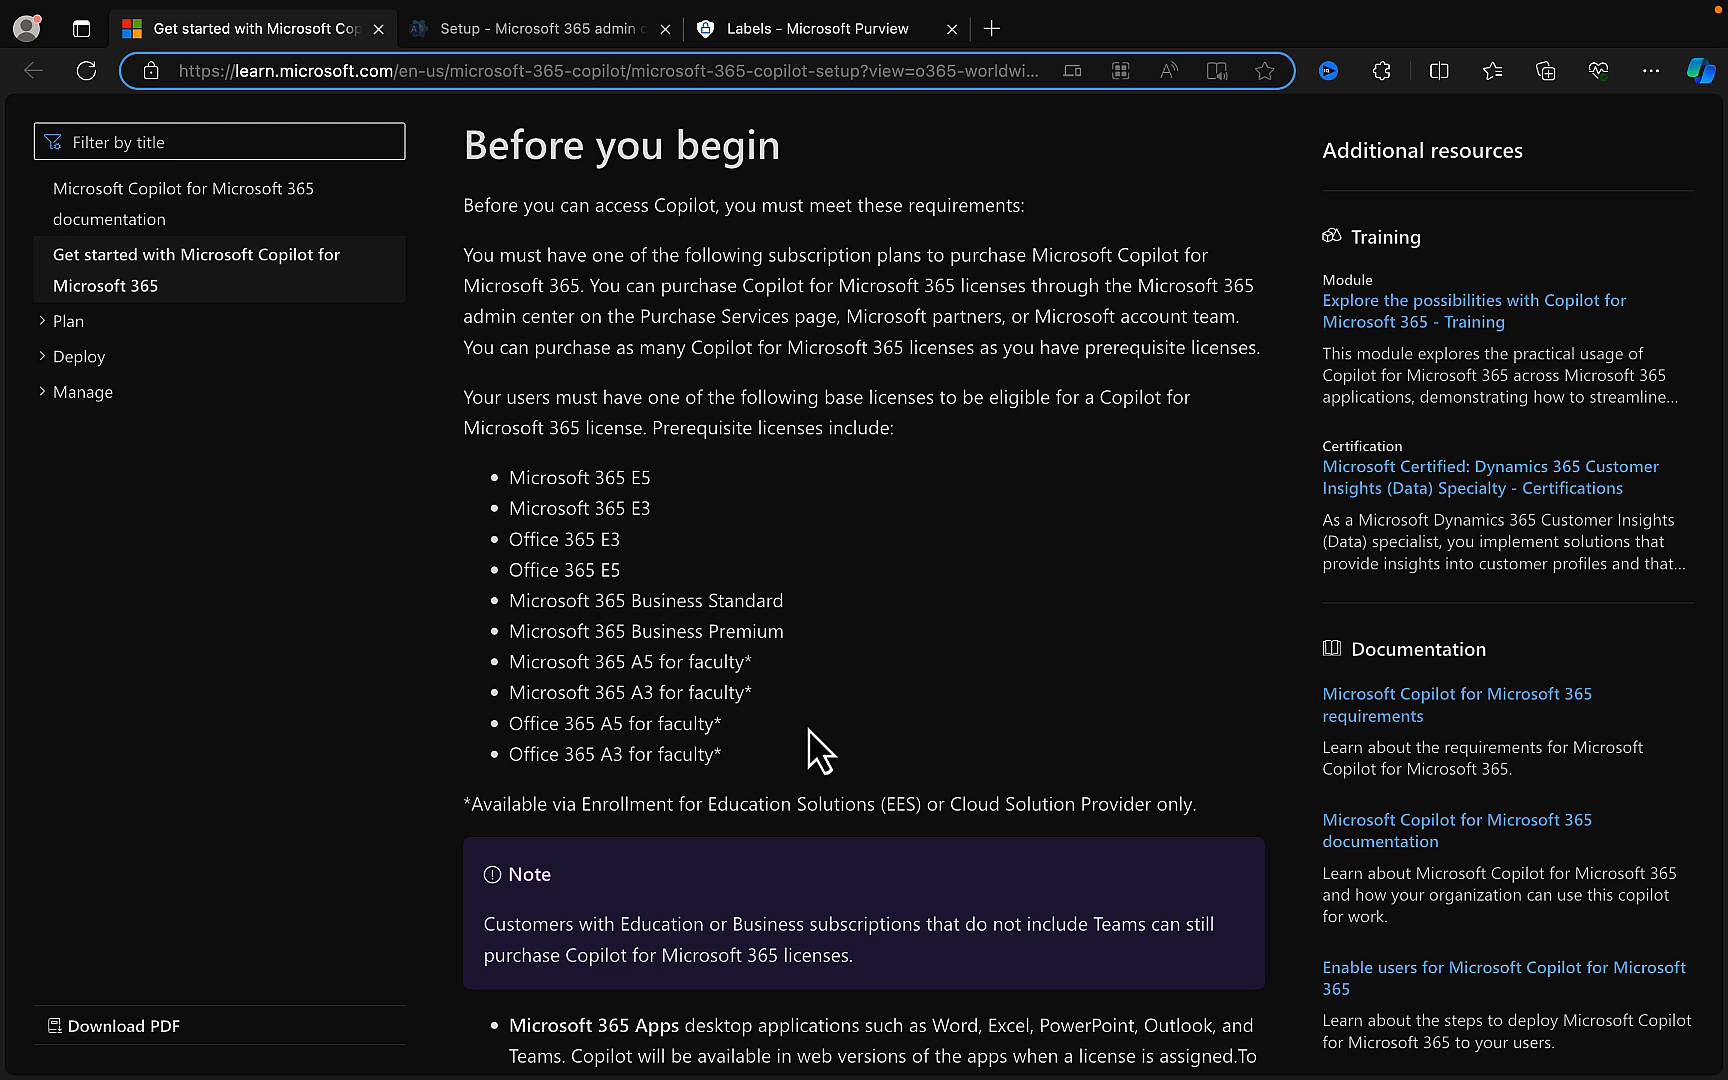 Get started with Microsoft Cop
Setup - Microsoft 365 admin c
Labels - Microsoft Purview
https://learn.microsoft.com/en-us/microsoft-365-copilot/microsoft-365-copilot-setup?view=o365-worldwi...
Filter by title
Microsoft Copilot for Microsoft 365
documentation
Get started with Microsoft Copilot for
Microsoft 365
Plan
Deploy
Manage
Download PDF
Before you begin
Before you can access Copilot, you must meet these requirements:
You must have one of the following subscription plans to purchase Microsoft Copilot for
Microsoft 365. You can purchase Copilot for Microsoft 365 licenses through the Microsoft 365
admin center on the Purchase Services page, Microsoft partners, or Microsoft account team.
You can purchase as many Copilot for Microsoft 365 licenses as you have prerequisite licenses.
Your users must have one of the following base licenses to be eligible for a Copilot for
Microsoft 365 license. Prerequisite licenses include:
• Microsoft 365 E5
• Microsoft 365 E3
• Office 365 E3
• Office 365 E5
• Microsoft 365 Business Standard
• Microsoft 365 Business Premium
• Microsoft 365 A5 for faculty*
• Microsoft 365 A3 for faculty*
• Office 365 A5 for faculty*
• Office 365 A3 for faculty*
*Available via Enrollment for Education Solutions (EES) or Cloud Solution Provider only.
Note
Customers with Education or Business subscriptions that do not include Teams can still
purchase Copilot for Microsoft 365 licenses.
• Microsoft 365 Apps desktop applications such as Word, Excel, PowerPoint, Outlook, and
Teams. Copilot will be available in web versions of the apps when a license is assigned.To
Additional resources
Training
Module
Explore the possibilities with Copilot for
Microsoft 365 - Training
This module explores the practical usage of
Copilot for Microsoft 365 across Microsoft 365
applications, demonstrating how to streamline...
Certification
Microsoft Certified: Dynamics 365 Customer
Insights (Data) Specialty - Certifications
As a Microsoft Dynamics 365 Customer Insights
(Data) specialist, you implement solutions that
provide insights into customer profiles and that...
Documentation
Microsoft Copilot for Microsoft 365
requirements
Learn about the requirements for Microsoft
Copilot for Microsoft 365.
Microsoft Copilot for Microsoft 365
documentation
Learn about Microsoft Copilot for Microsoft 365
and how your organization can use this copilot
for work.
Enable users for Microsoft Copilot for Microsoft
365
Learn about the steps to deploy Microsoft Copilot
for Microsoft 365 to your users.